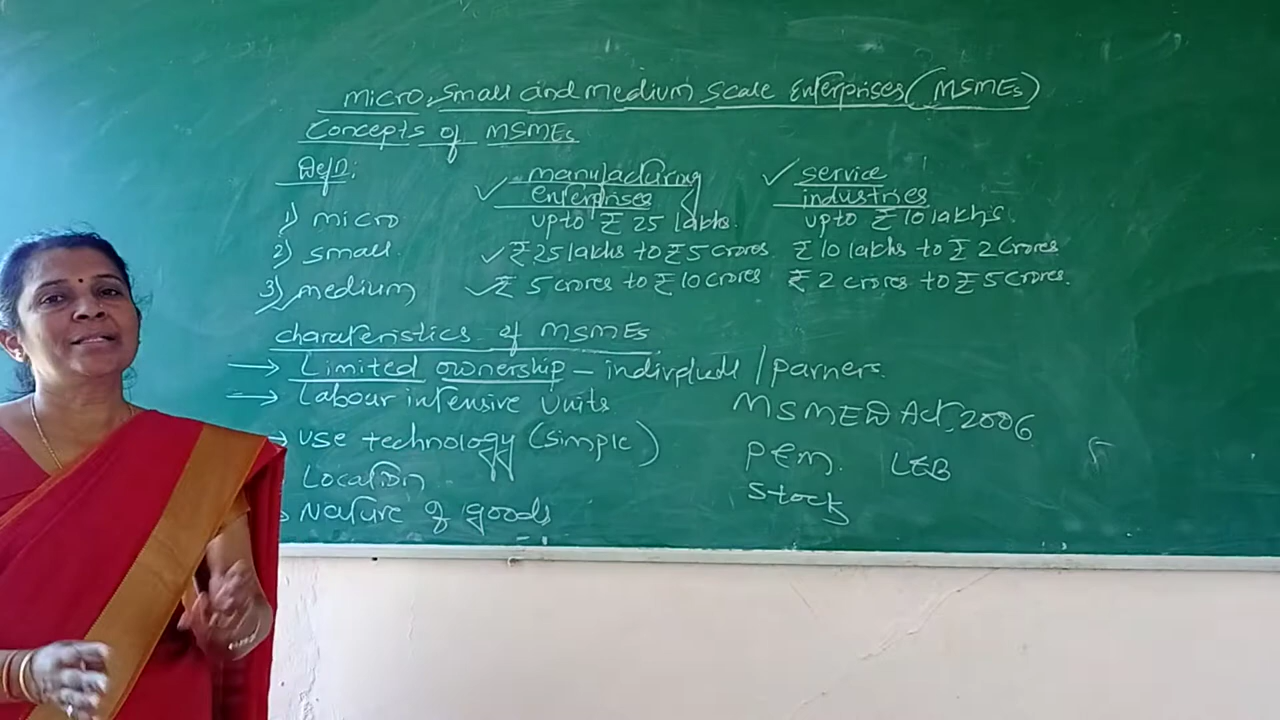 Micro, Small and Medium Scale Enterprises (MSMEs)
Concepts of MSMEs
Def:
✓ manufacturing enterprises ✓ service industries
1) micro upto ₹ 25 lakhs. upto ₹ 10 lakhs
2) small. ✓ ₹ 25 lakhs to ₹ 5 crores ₹ 10 lakhs to ₹ 2 Crores
3) medium ✓ ₹ 5 crores to ₹ 10 crores ₹ 2 crores to ₹ 5 Crores.
charateristics of MSMEs
→ Limited ownership – / parners.
→ Labour intensive Units
→ Use technology (simple)
Location
Nature of goods
MSMED Act, 2006
P&M. L&B
Stock